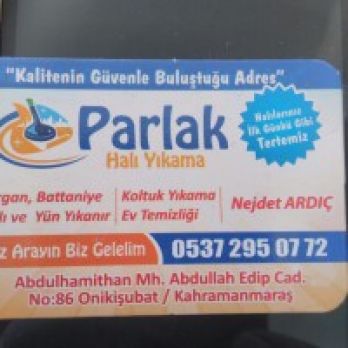 "Kalitenin Güvenle Buluştuğu Adres"
Parlak
Halı Yıkama
Halılarınız
İlk Günkü Gibi
Tertemiz
rgan, Battaniye
lı ve Yün Yıkanır
Koltuk Yıkama
Ev Temizliği
Nejdet ARDIÇ
z Arayın Biz Gelelim
0537 295 07 72
Abdulhamithan Mh. Abdullah Edip Cad.
No:86 Onikişubat / Kahramanmaraş